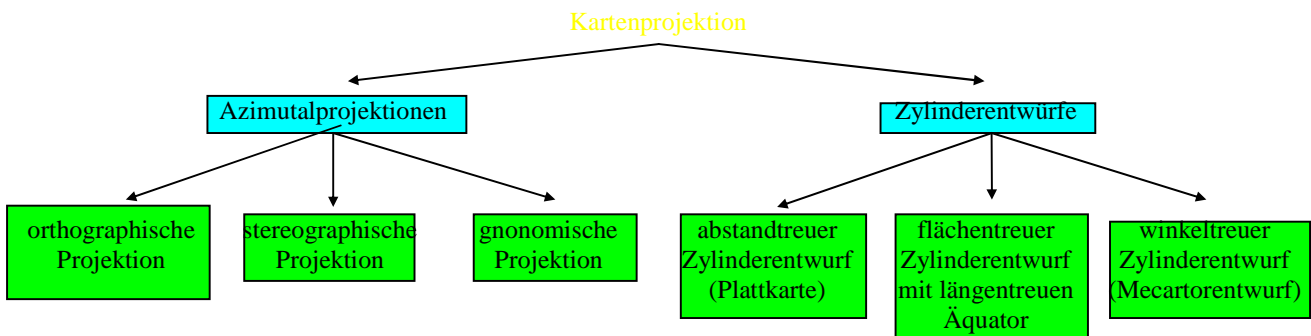 Kartenprojektion
Azimutalprojektionen
Zylinderentwürfe
orthographische
Projektion
stereographische
Projektion
gnonomische
Projektion
abstandtreuer
Zylinderentwurf
(Plattkarte)
flächentreuer
Zylinderentwurf
mit längentreuen
Äquator
winkeltreuer
Zylinderentwurf
(Mecartorentwurf)